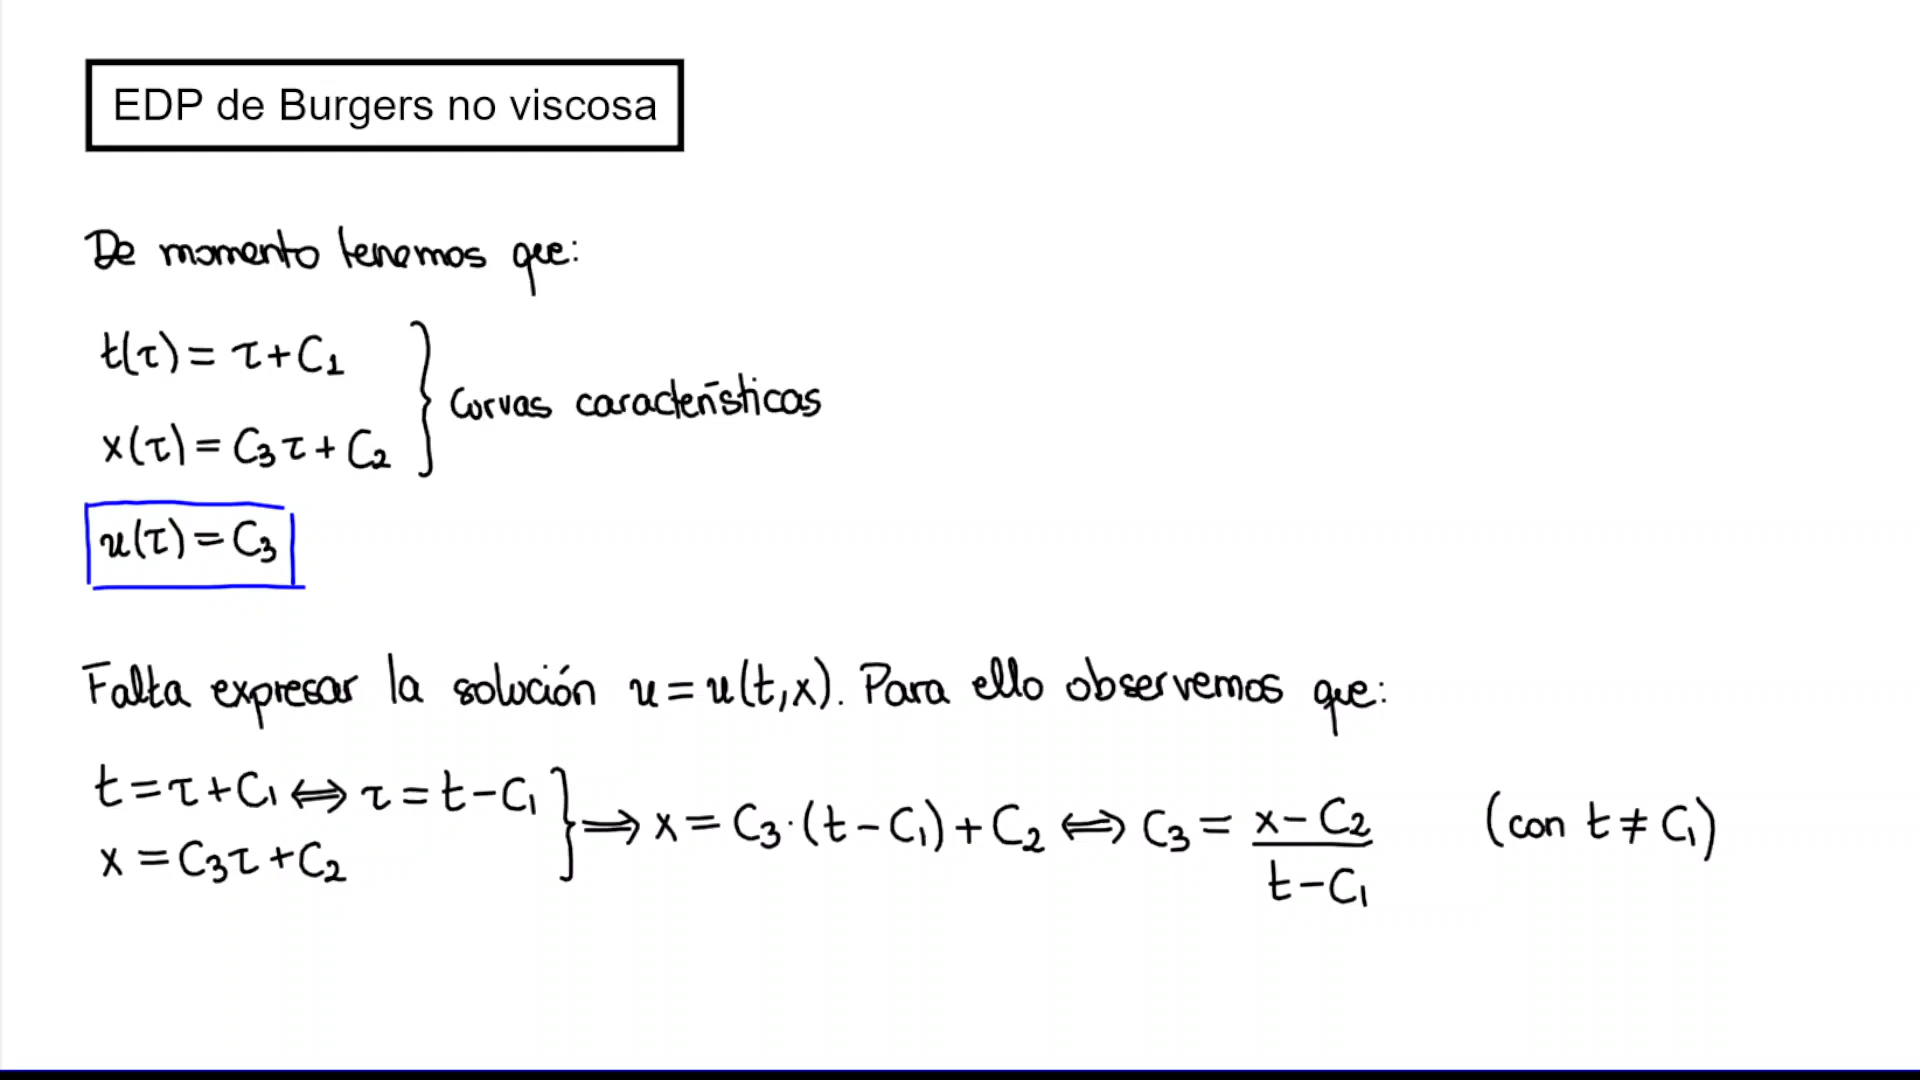 EDP de Burgers no viscosa
De momento tenemos que:
t(τ) = τ + C₁
x(τ) = C₃τ + C₂
Curvas características
u(τ) = C₃
Falta expresar la solución u = u(t,x). Para ello observemos que:
t = τ + C₁ ⟺ τ = t − C₁
x = C₃τ + C₂
⟹ x = C₃·(t − C₁) + C₂ ⟺ C₃ = (x − C₂)/(t − C₁) (con t ≠ C₁)